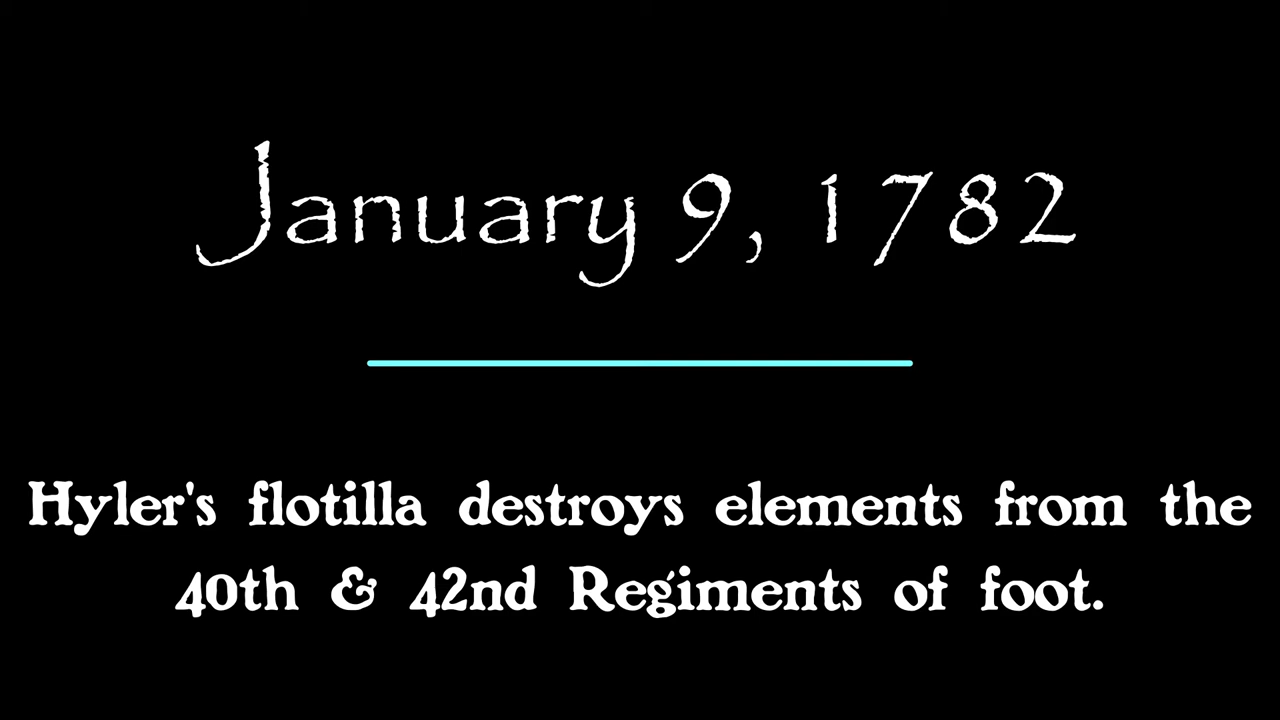 January 9, 1782
Hyler's flotilla destroys elements from the
40th & 42nd Regiments of foot.